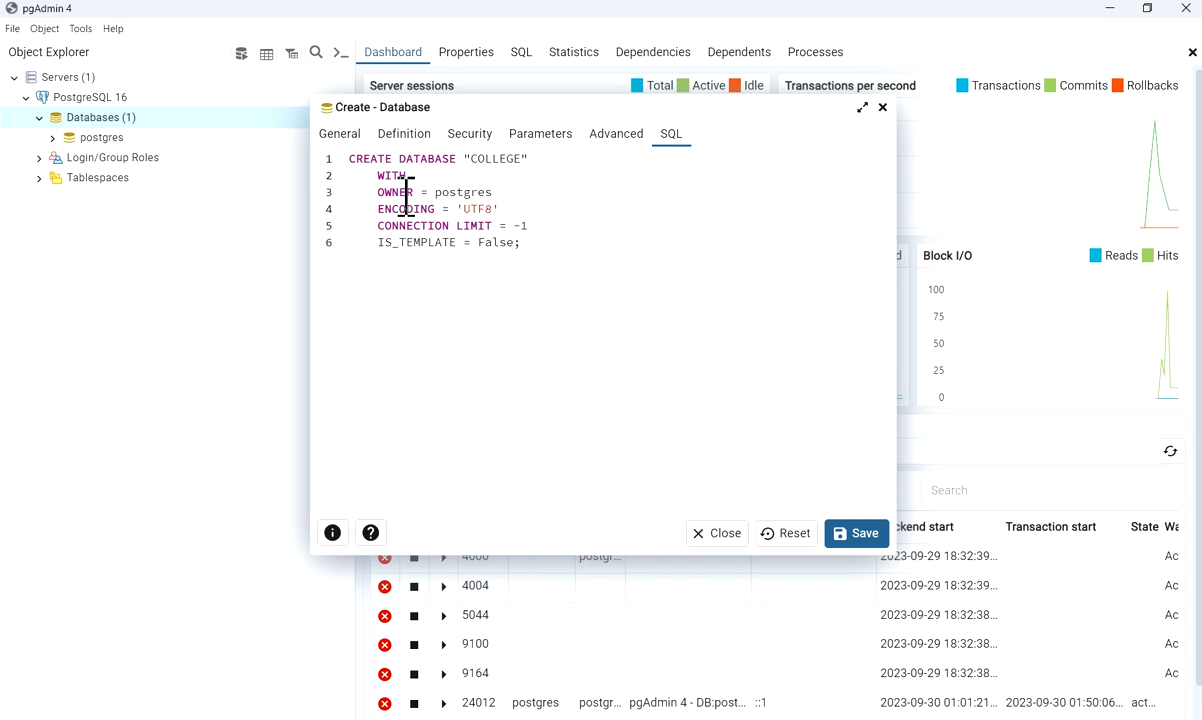 pgAdmin 4
File Object Tools Help
Object Explorer
Dashboard Properties SQL Statistics Dependencies Dependents Processes
Servers (1)
PostgreSQL 16
Databases (1)
postgres
Login/Group Roles
Tablespaces
Server sessions
Total Active Idle
Transactions per second
Transactions Commits Rollbacks
Create - Database
General Definition Security Parameters Advanced SQL
1 CREATE DATABASE "COLLEGE"
2 WITH
3 OWNER = postgres
4 ENCODING = 'UTF8'
5 CONNECTION LIMIT = -1
6 IS_TEMPLATE = False;
Close Reset Save
d Block I/O Reads Hits
100
75
50
25
0
Search
ckend start Transaction start State Wa
4000 postgr... 2023-09-29 18:32:39... Ac
4004 2023-09-29 18:32:39... Ac
5044 2023-09-29 18:32:38... Ac
9100 2023-09-29 18:32:38... Ac
9164 2023-09-29 18:32:38... Ac
24012 postgres postgr... pgAdmin 4 - DB:post... ::1 2023-09-30 01:01:21... 2023-09-30 01:50:06... act...